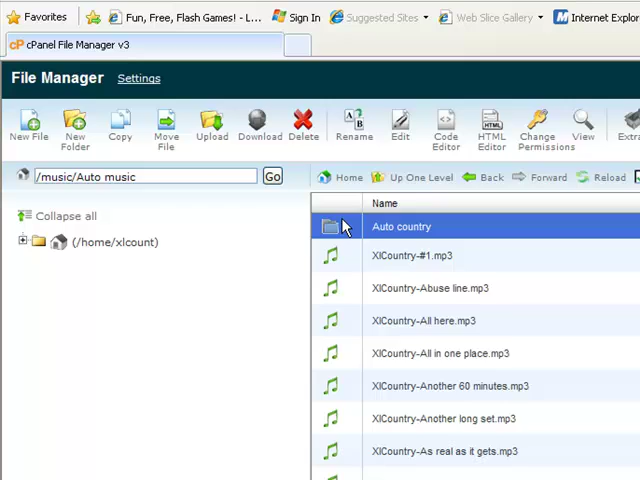 Favorites Fun, Free, Flash Games! - L... Sign In Suggested Sites Web Slice Gallery Internet Explor
cP cPanel File Manager v3
File Manager Settings
New File New Folder Copy Move File Upload Download Delete Rename Edit Code Editor HTML Editor Change Permissions View Extra
/music/Auto music Go Home Up One Level Back Forward Reload
Collapse all
(/home/xlcount)
Name
Auto country
XlCountry-#1.mp3
XlCountry-Abuse line.mp3
XlCountry-All here.mp3
XlCountry-All in one place.mp3
XlCountry-Another 60 minutes.mp3
XlCountry-Another long set.mp3
XlCountry-As real as it gets.mp3